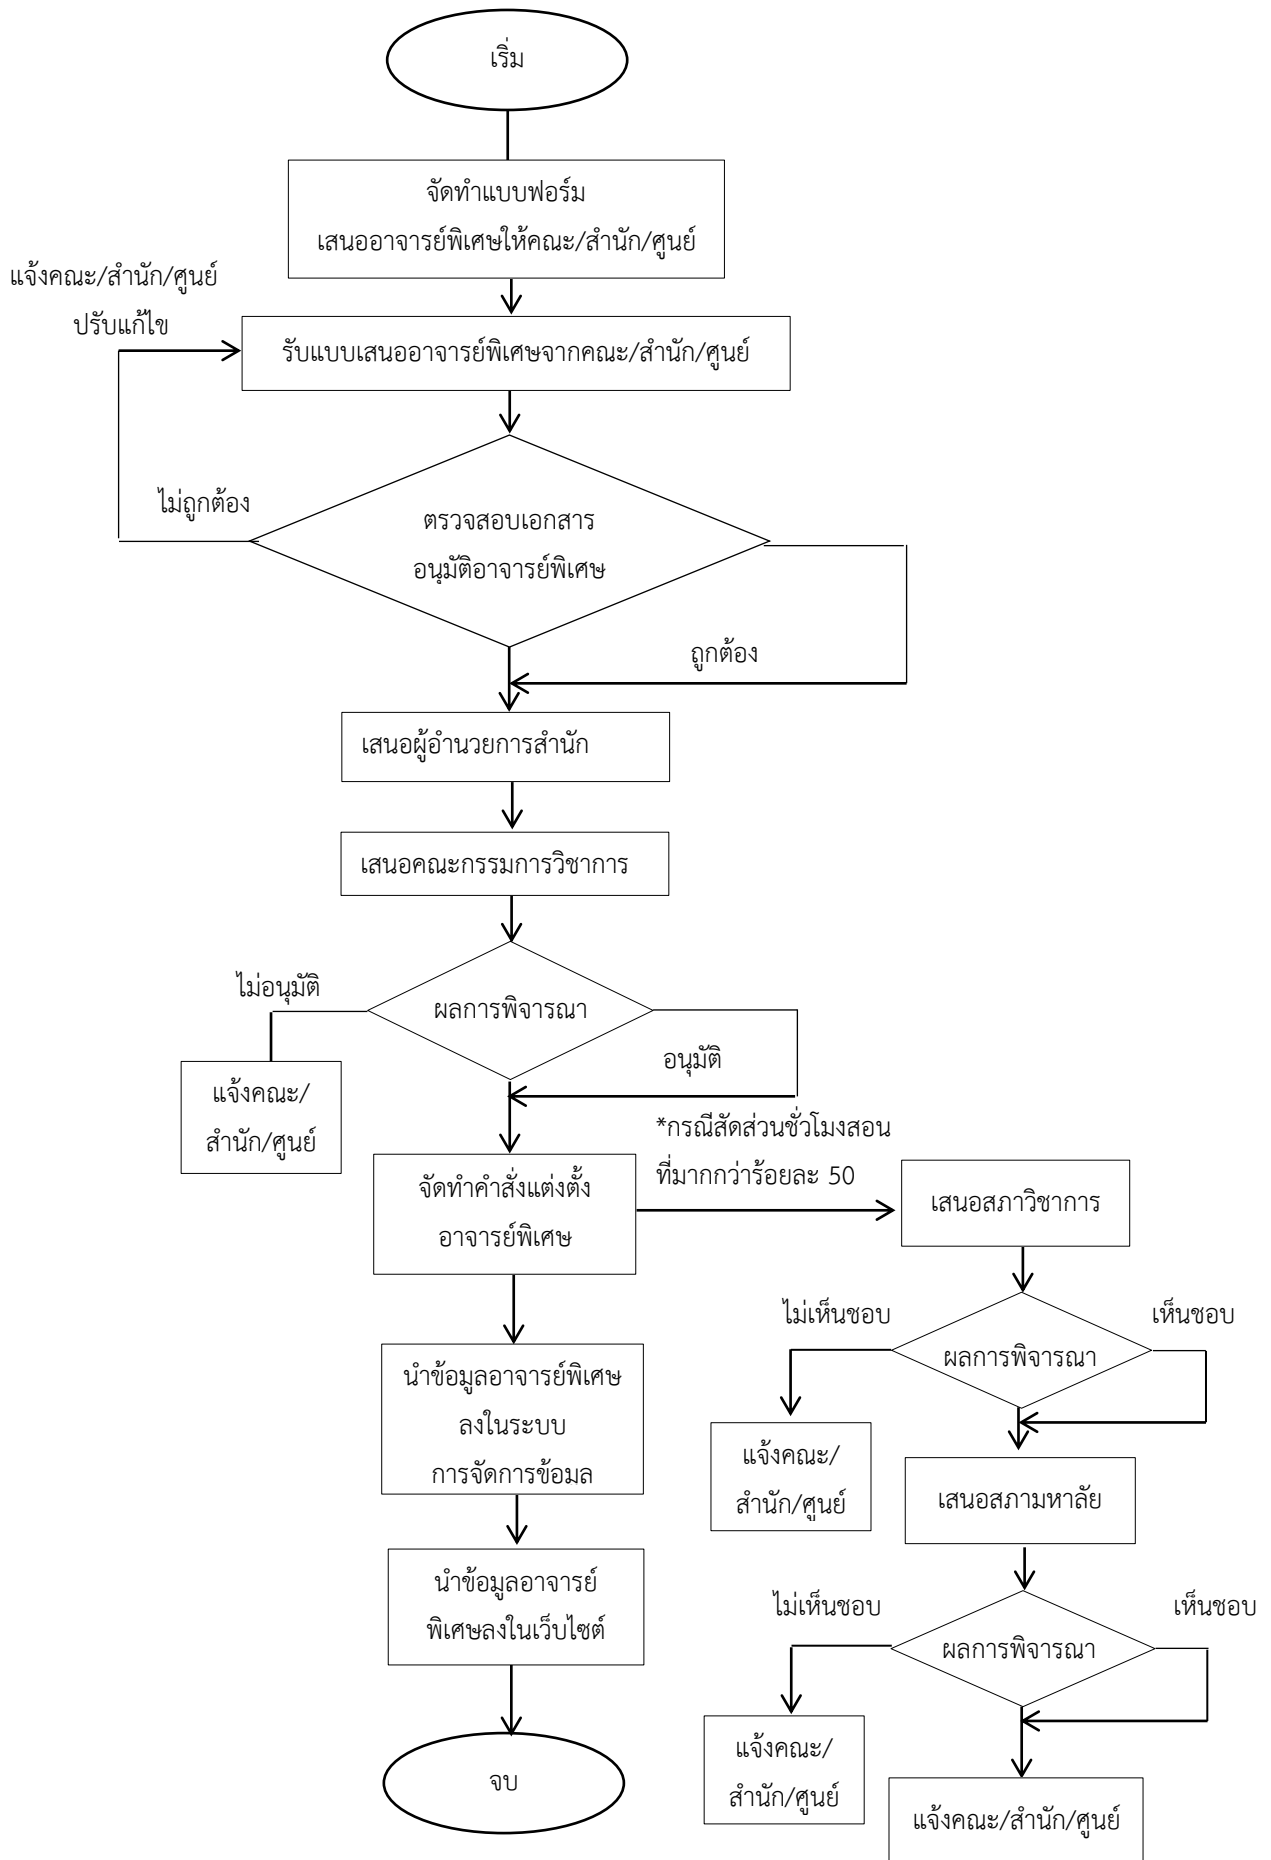 เริ่ม
จัดทำแบบฟอร์ม
เสนออาจารย์พิเศษให้คณะ/สำนัก/ศูนย์
แจ้งคณะ/สำนัก/ศูนย์
ปรับแก้ไข
รับแบบเสนออาจารย์พิเศษจากคณะ/สำนัก/ศูนย์
ไม่ถูกต้อง
ตรวจสอบเอกสาร
อนุมัติอาจารย์พิเศษ
ถูกต้อง
เสนอผู้อำนวยการสำนัก
เสนอคณะกรรมการวิชาการ
ไม่อนุมัติ
ผลการพิจารณา
อนุมัติ
แจ้งคณะ/
สำนัก/ศูนย์
*กรณีสัดส่วนชั่วโมงสอน
ที่มากกว่าร้อยละ 50
จัดทำคำสั่งแต่งตั้ง
อาจารย์พิเศษ
เสนอสภาวิชาการ
ไม่เห็นชอบ
เห็นชอบ
ผลการพิจารณา
นำข้อมูลอาจารย์พิเศษ
ลงในระบบ
การจัดการข้อมล
แจ้งคณะ/
สำนัก/ศูนย์
เสนอสภามหาลัย
นำข้อมูลอาจารย์
พิเศษลงในเว็บไซต์
ไม่เห็นชอบ
เห็นชอบ
ผลการพิจารณา
แจ้งคณะ/
สำนัก/ศูนย์
จบ
แจ้งคณะ/สำนัก/ศูนย์